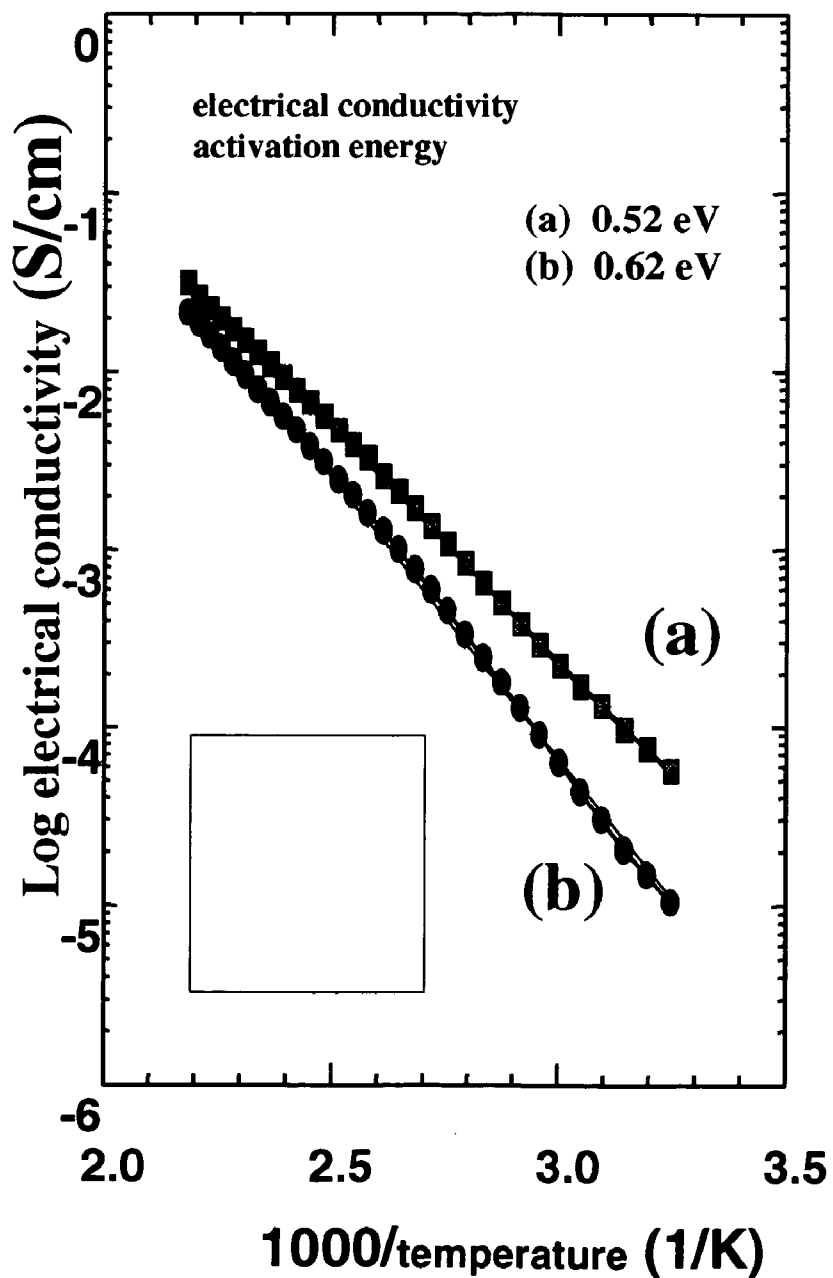 0
electrical conductivity
activation energy
-1
(a) 0.52 eV
(b) 0.62 eV
-2
-3
(a)
-4
(b)
-5
-6
2.0 2.5 3.0 3.5
1000/temperature (1/K)
Log electrical conductivity (S/cm)